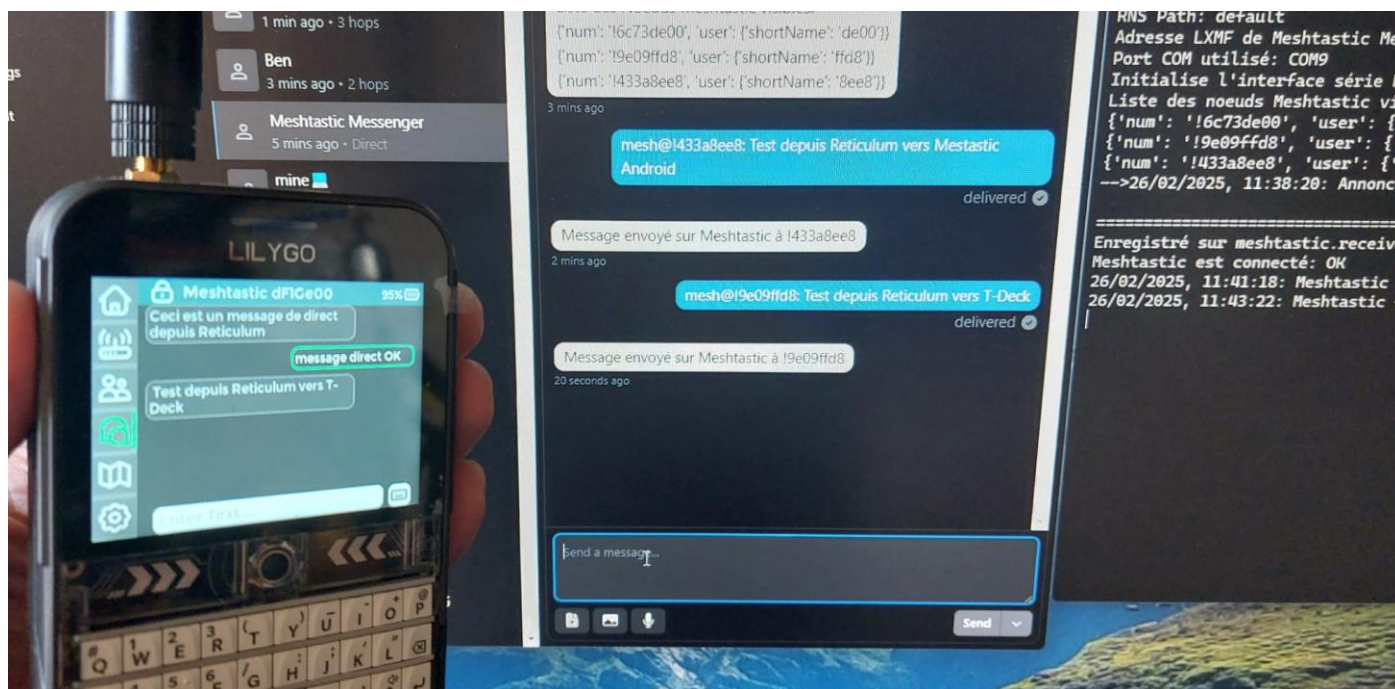 gs
t
1 min ago • 3 hops
Ben
3 mins ago • 2 hops
Meshtastic Messenger
5 mins ago • Direct
mine
{'num': '!6c73de00', 'user': {'shortName': 'de00'}}
{'num': '!9e09ffd8', 'user': {'shortName': 'ffd8'}}
{'num': '!433a8ee8', 'user': {'shortName': '8ee8'}}
3 mins ago
mesh@!433a8ee8: Test depuis Reticulum vers Mestastic
Android
delivered
Message envoyé sur Meshtastic à !433a8ee8
2 mins ago
mesh@!9e09ffd8: Test depuis Reticulum vers T-Deck
delivered
Message envoyé sur Meshtastic à !9e09ffd8
20 seconds ago
Send a message...
Send
RNS Path: default
Adresse LXMF de Meshtastic Me
Port COM utilisé: COM9
Initialise l'interface série
Liste des noeuds Meshtastic vi
{'num': '!6c73de00', 'user': {
{'num': '!9e09ffd8', 'user': {
{'num': '!433a8ee8', 'user': {
-->26/02/2025, 11:38:20: Annonc
====================================
Enregistré sur meshtastic.receiv
Meshtastic est connecté: OK
26/02/2025, 11:41:18: Meshtastic
26/02/2025, 11:43:22: Meshtastic
LILYGO
Meshtastic dF1Ge00 95%
Ceci est un message de direct
depuis Reticulum
message direct OK
Test depuis Reticulum vers T-
Deck
Enter Text ...
# Q 1 W 2 E 3 R ( T ) Y _ U - I + O @ P
5 6 / G : H ; J ' K " L